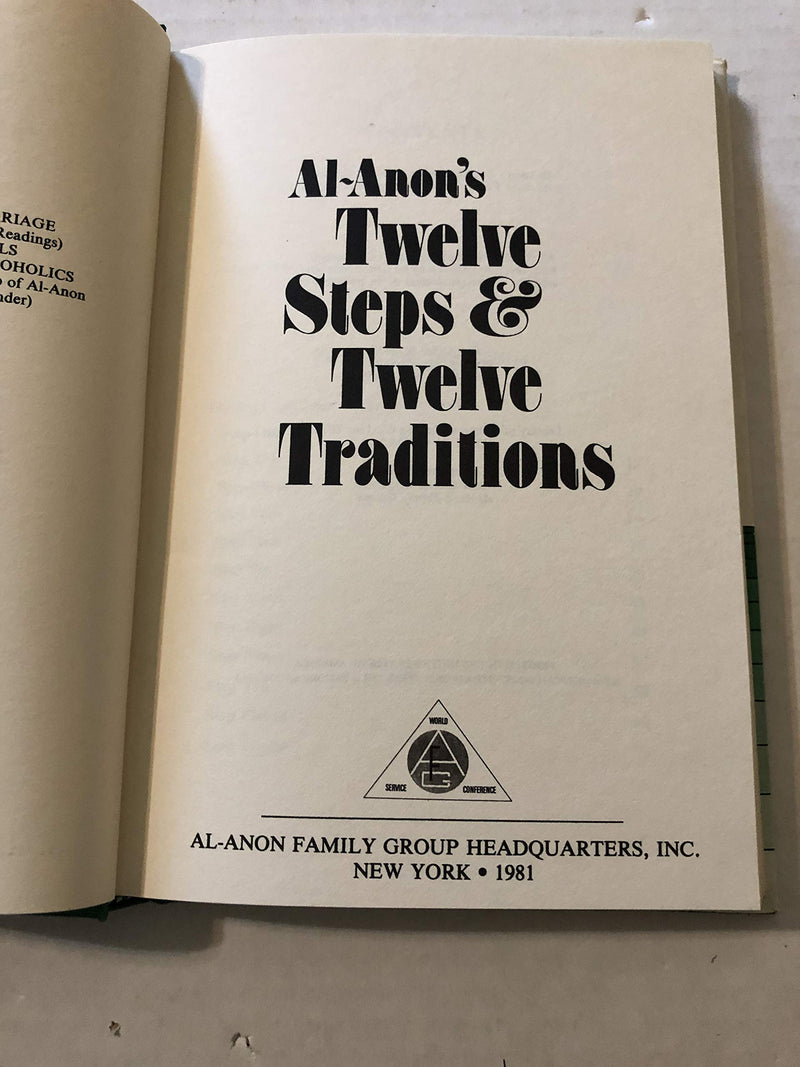 RIAGE
Readings)
LS
OHOLICS
of Al-Anon
nder)
Al-Anon's
Twelve
Steps &
Twelve
Traditions
WORLD
AFG
SERVICE CONFERENCE
AL-ANON FAMILY GROUP HEADQUARTERS, INC.
NEW YORK • 1981